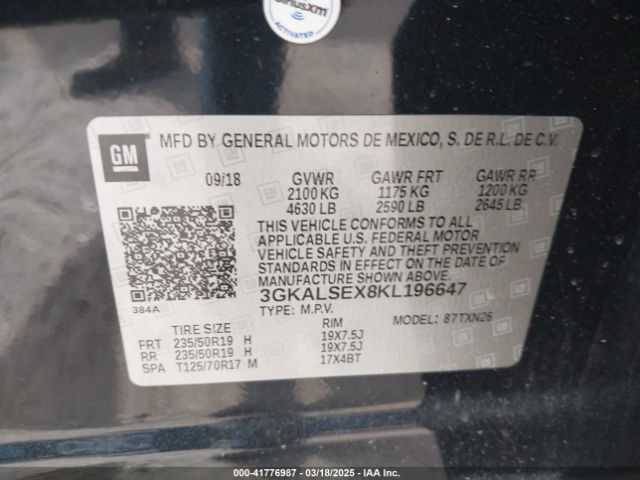 SiriusXM
ACTIVATED
GM
MFD BY GENERAL MOTORS DE MEXICO, S. DE R.L. DE C.V.
09/18 GVWR GAWR FRT GAWR RR
2100 KG 1175 KG 1200 KG
4630 LB 2590 LB 2645 LB
THIS VEHICLE CONFORMS TO ALL
APPLICABLE U.S. FEDERAL MOTOR
VEHICLE SAFETY AND THEFT PREVENTION
STANDARDS IN EFFECT ON THE DATE OF
MANUFACTURE SHOWN ABOVE.
3GKALSEX8KL196647
384A
TYPE: M.P.V. MODEL: 87TXN26
TIRE SIZE RIM
FRT 235/50R19 H 19X7.5J
RR 235/50R19 H 19X7.5J
SPA T125/70R17 M 17X4BT
000-41776987 - 03/18/2025 - IAA Inc.